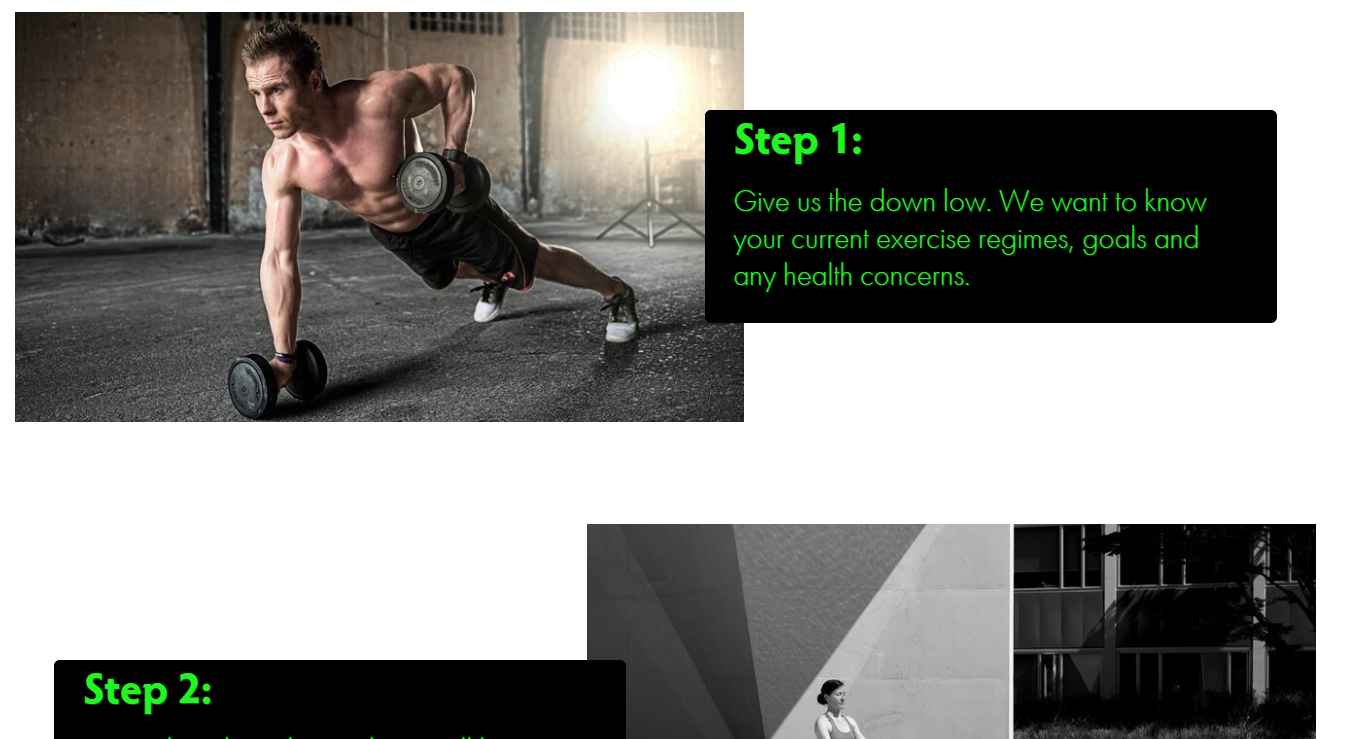 Step 1:
Give us the down low. We want to know
your current exercise regimes, goals and
any health concerns.
Step 2: